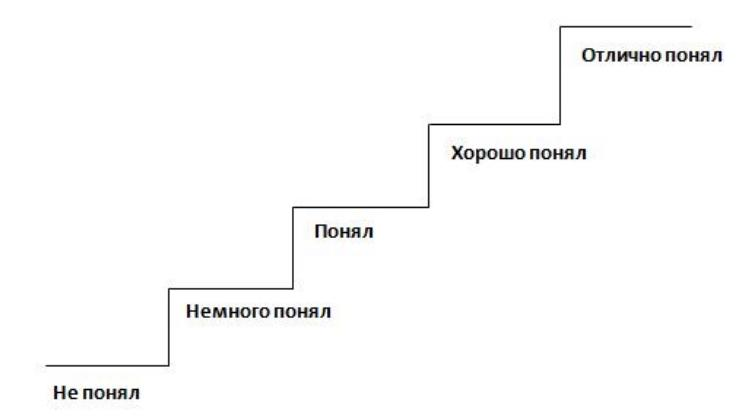 Отлично понял
Хорошо понял
Понял
Немного понял
Не понял